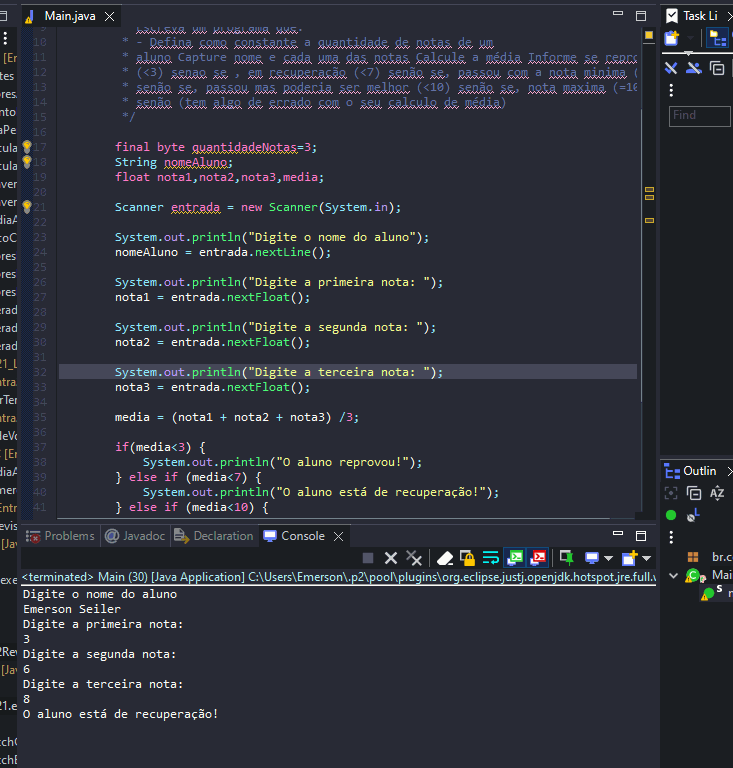 Main.java
Task Li
Find
9 Escreva um programa que:
10 * - Defina como constante a quantidade de notas de um
11 * aluno Capture nome e cada uma das notas Calcule a média Informe se repro
12 * (<3) senao se , em recuperação (<7) senão se, passou com a nota minima (
13 * senão se, passou mas poderia ser melhor (<10) senão se, nota maxima (=10
14 * senão (tem algo de errado com o seu calculo de média)
15 */
16
17 final byte quantidadeNotas=3;
18 String nomeAluno;
19 float nota1,nota2,nota3,media;
20
21 Scanner entrada = new Scanner(System.in);
22
23 System.out.println("Digite o nome do aluno");
24 nomeAluno = entrada.nextLine();
25
26 System.out.println("Digite a primeira nota: ");
27 nota1 = entrada.nextFloat();
28
29 System.out.println("Digite a segunda nota: ");
30 nota2 = entrada.nextFloat();
31
32 System.out.println("Digite a terceira nota: ");
33 nota3 = entrada.nextFloat();
34
35 media = (nota1 + nota2 + nota3) /3;
36
37 if(media<3) {
38 System.out.println("O aluno reprovou!");
39 } else if (media<7) {
40 System.out.println("O aluno está de recuperação!");
41 } else if (media<10) {
Outlin
br.c
Mai
Problems @ Javadoc Declaration Console
<terminated> Main (30) [Java Application] C:\Users\Emerson\.p2\pool\plugins\org.eclipse.justj.openjdk.hotspot.jre.full.w
Digite o nome do aluno
Emerson Seiler
Digite a primeira nota:
3
Digite a segunda nota:
6
Digite a terceira nota:
8
O aluno está de recuperação!